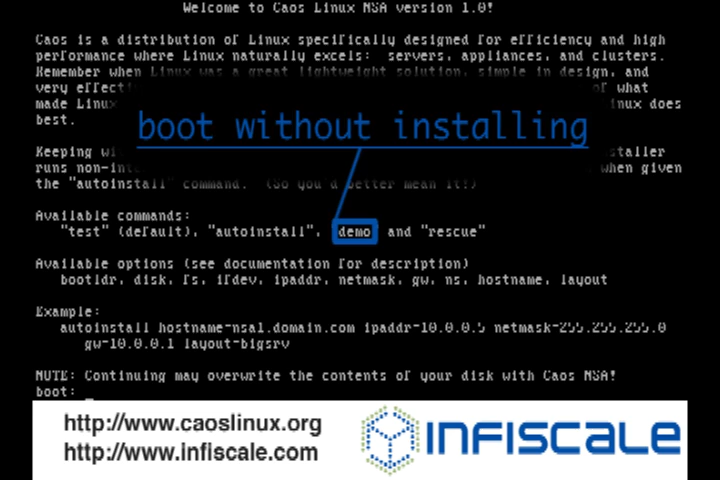 Welcome to Caos Linux NSA version 1.0!
Caos is a distribution of Linux specifically designed for efficiency and high
performance where Linux naturally excels: servers, appliances, and clusters.
Remember when Linux was a great lightweight solution, simple in design, and
very effecti of what
made Linux inux does
best.
boot without installing
Keeping wi staller
runs non-int when given
the "autoinstall" command. (So you'd better mean it!)
Available commands:
"test" (default), "autoinstall", demo and "rescue"
Available options (see documentation for description)
bootldr, disk, fs, ifdev, ipaddr, netmask, gw, ns, hostname, layout
Example:
autoinstall hostname=nsa1.domain.com ipaddr=10.0.0.5 netmask=255.255.255.0
gw=10.0.0.1 layout=bigsrv
NOTE: Continuing may overwrite the contents of your disk with Caos NSA!
boot: _
http://www.caoslinux.org
http://www.infiscale.com
INFISCALE